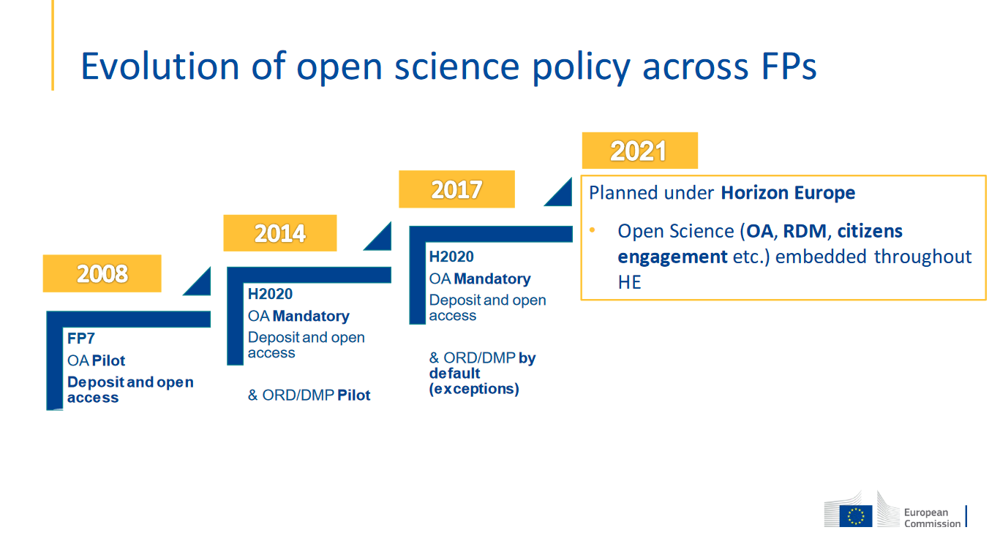 Evolution of open science policy across FPs
2008
FP7
OA Pilot
Deposit and open
access
2014
H2020
OA Mandatory
Deposit and open
access
& ORD/DMP Pilot
2017
H2020
OA Mandatory
Deposit and open
access
& ORD/DMP by
default
(exceptions)
2021
Planned under Horizon Europe
• Open Science (OA, RDM, citizens
engagement etc.) embedded throughout
HE
European
Commission